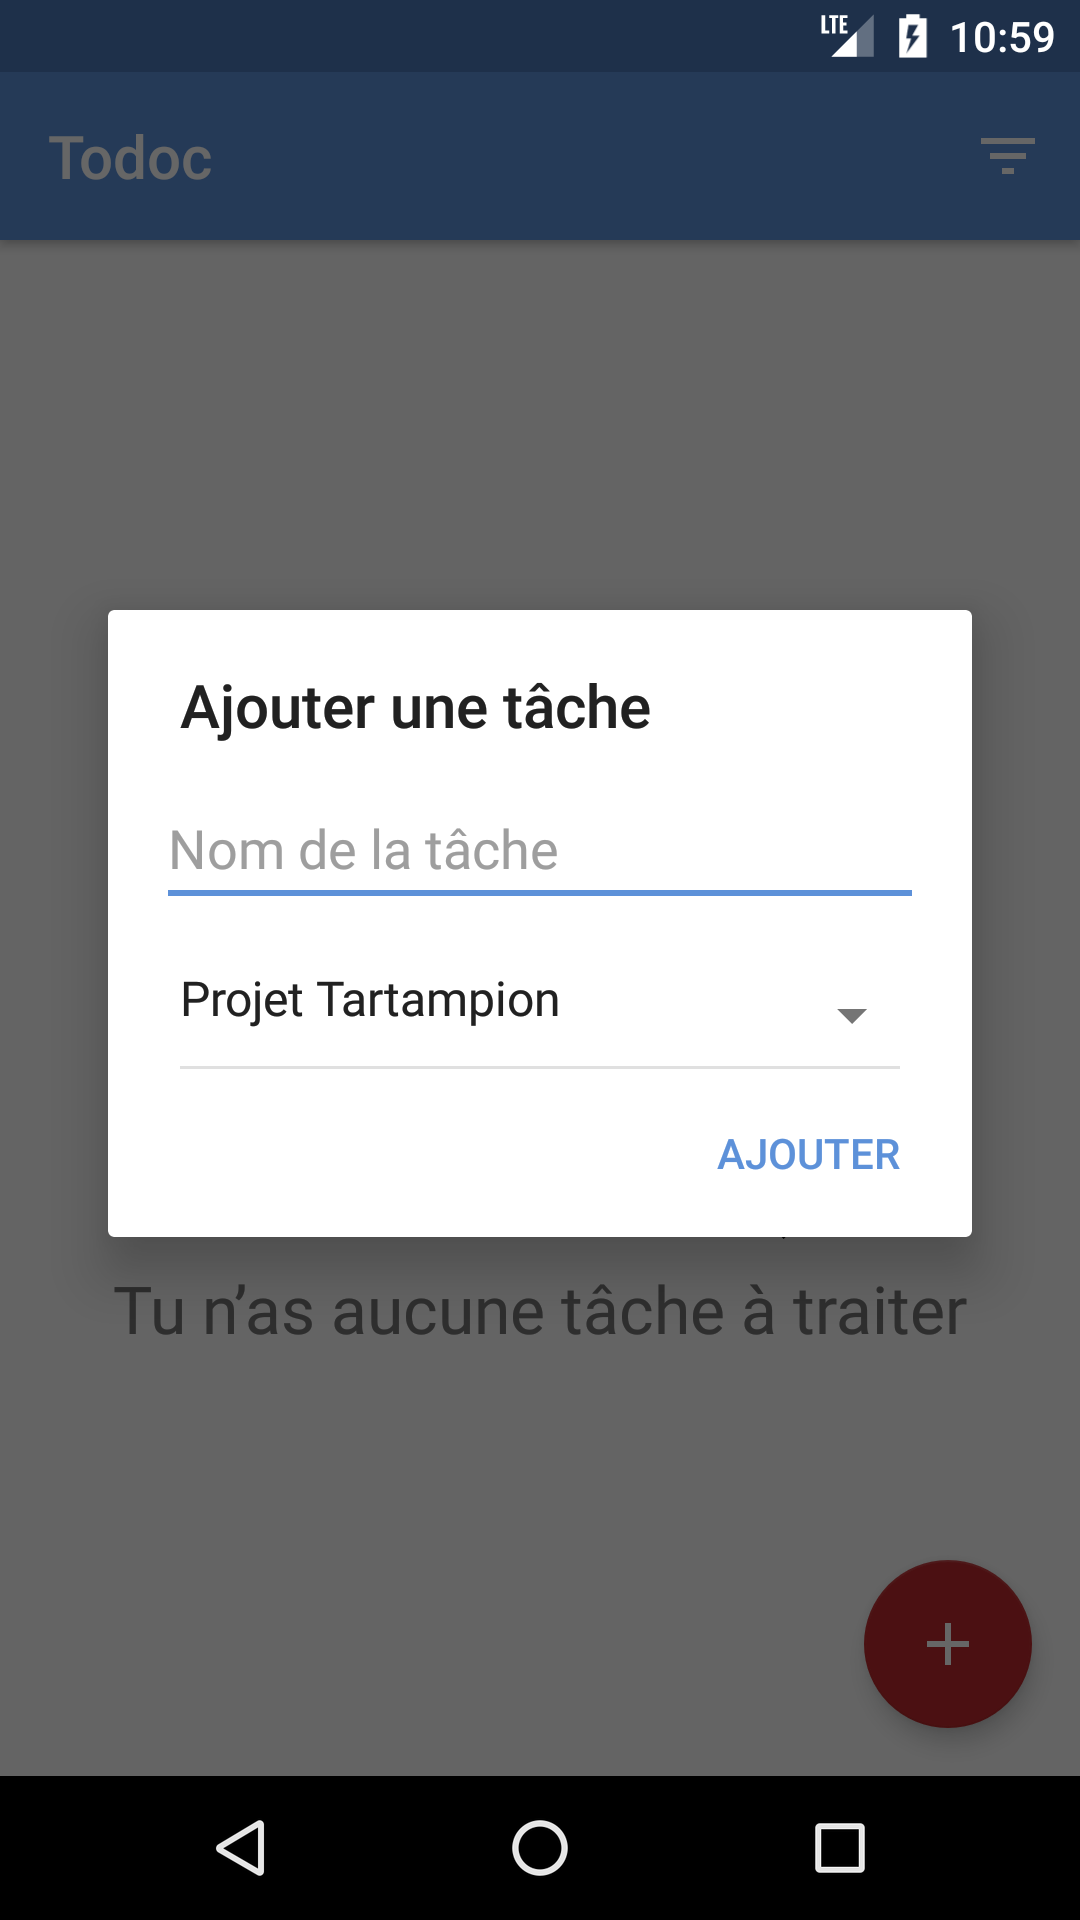 LTE 10:59
Todoc
Ajouter une tâche
Nom de la tâche
Projet Tartampion
AJOUTER
Tu n’as aucune tâche à traiter